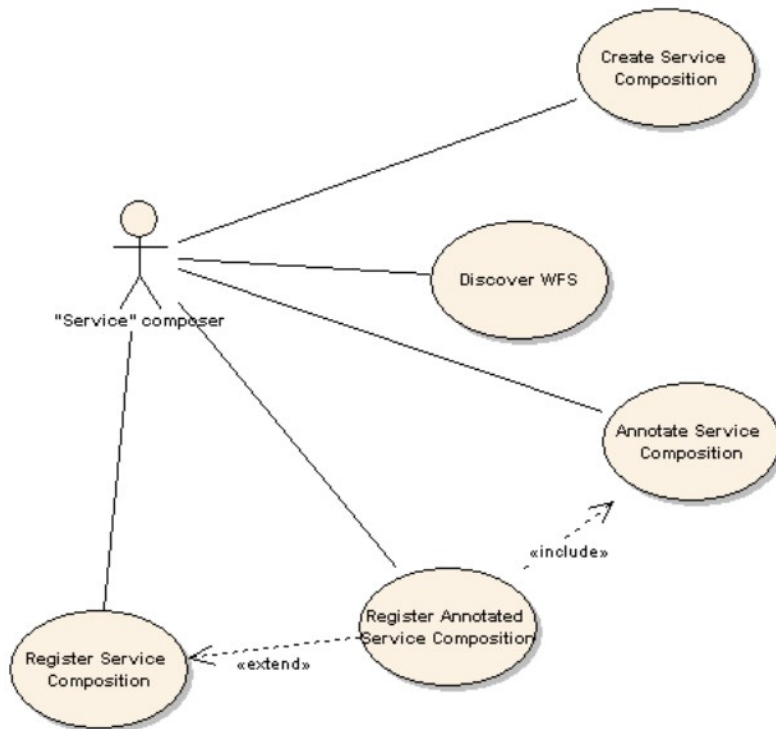 Create Service
Composition
Discover WFS
"Service" composer
Annotate Service
Composition
«include»
Register Annotated
Service Composition
«extend»
Register Service
Composition